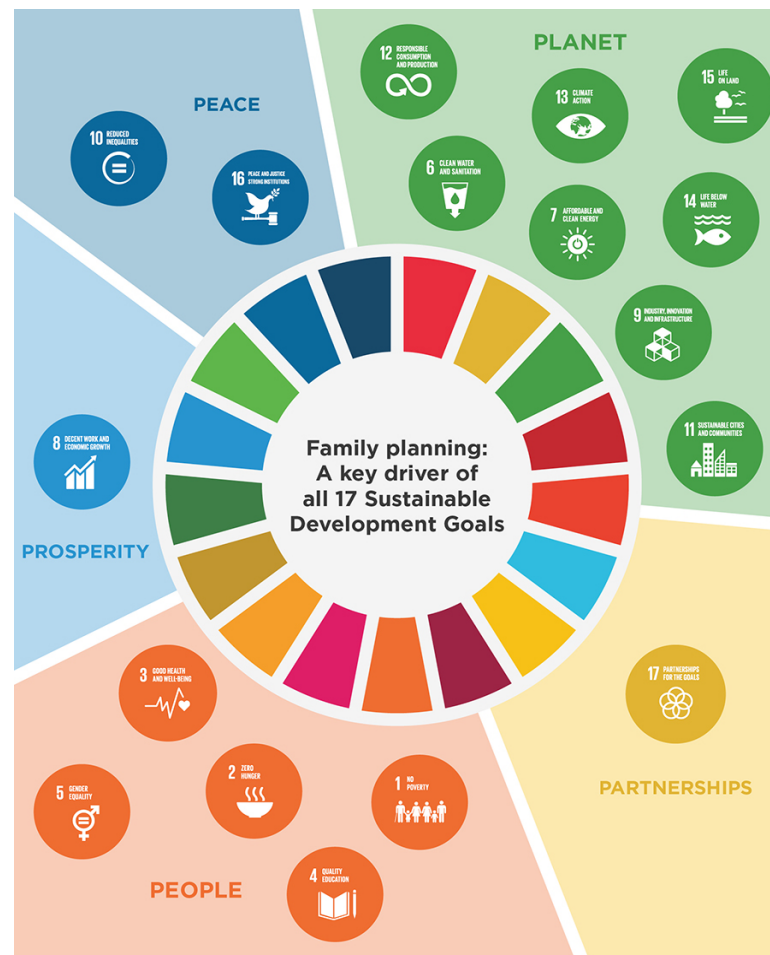 PEACE
10 REDUCED
INEQUALITIES
16 PEACE AND JUSTICE
STRONG INSTITUTIONS
PLANET
12 RESPONSIBLE
CONSUMPTION
AND PRODUCTION
13 CLIMATE
ACTION
15 LIFE
ON LAND
6 CLEAN WATER
AND SANITATION
7 AFFORDABLE AND
CLEAN ENERGY
14 LIFE BELOW
WATER
9 INDUSTRY, INNOVATION
AND INFRASTRUCTURE
11 SUSTAINABLE CITIES
AND COMMUNITIES
8 DECENT WORK AND
ECONOMIC GROWTH
PROSPERITY
Family planning:
A key driver of
all 17 Sustainable
Development Goals
3 GOOD HEALTH
AND WELL-BEING
5 GENDER
EQUALITY
2 ZERO
HUNGER
1 NO
POVERTY
4 QUALITY
EDUCATION
PEOPLE
17 PARTNERSHIPS
FOR THE GOALS
PARTNERSHIPS